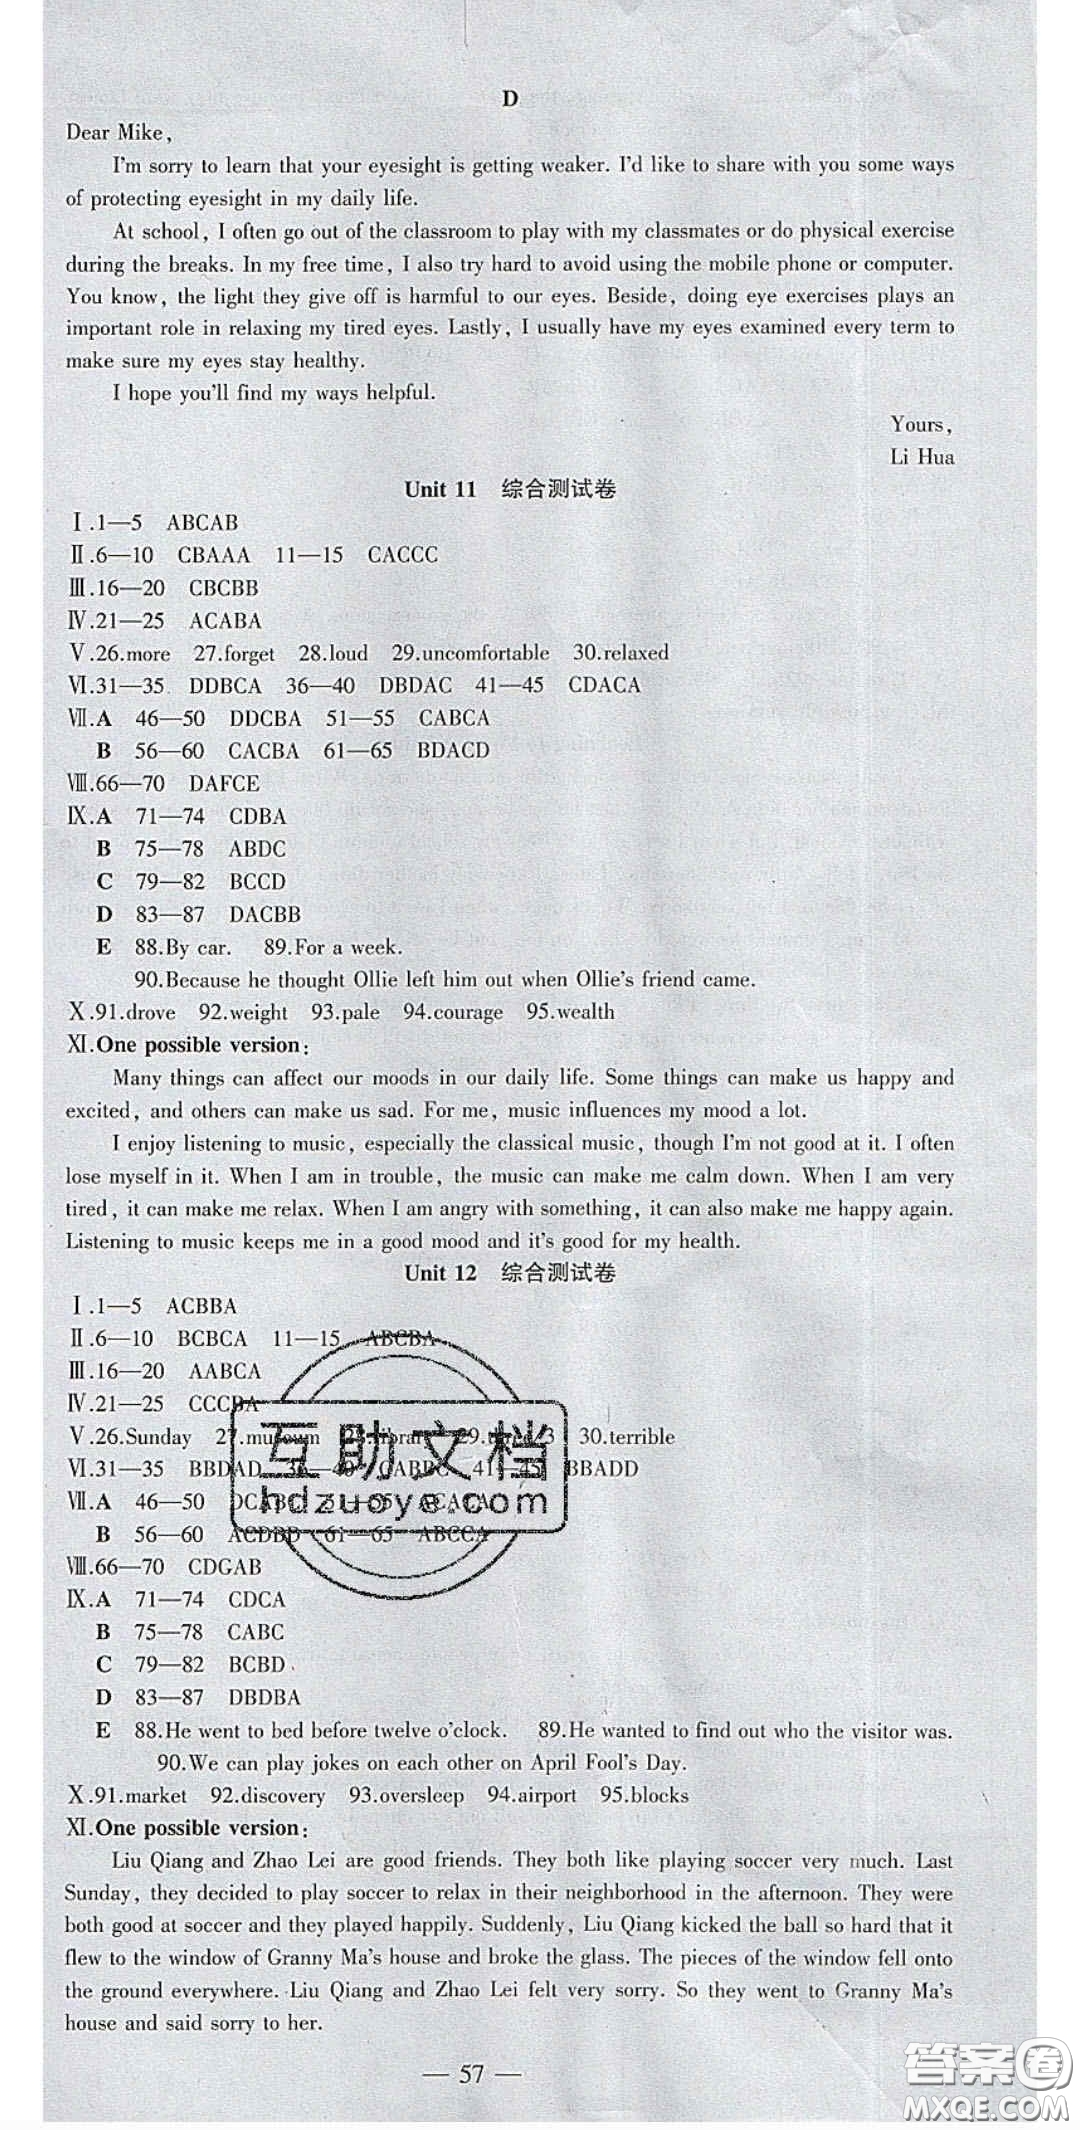 D
Dear Mike,
I'm sorry to learn that your eyesight is getting weaker. I'd like to share with you some ways
of protecting eyesight in my daily life.
At school, I often go out of the classroom to play with my classmates or do physical exercise
during the breaks. In my free time, I also try hard to avoid using the mobile phone or computer.
You know, the light they give off is harmful to our eyes. Beside, doing eye exercises plays an
important role in relaxing my tired eyes. Lastly, I usually have my eyes examined every term to
make sure my eyes stay healthy.
I hope you'll find my ways helpful.
Yours,
Li Hua
Unit 11 综合测试卷
Ⅰ.1—5 ABCAB
Ⅱ.6—10 CBAAA 11—15 CACCC
Ⅲ.16—20 CBCBB
Ⅳ.21—25 ACABA
Ⅴ.26.more 27.forget 28.loud 29.uncomfortable 30.relaxed
Ⅵ.31—35 DDBCA 36—40 DBDAC 41—45 CDACA
Ⅶ.A 46—50 DDCBA 51—55 CABCA
B 56—60 CACBA 61—65 BDACD
Ⅷ.66—70 DAFCE
Ⅸ.A 71—74 CDBA
B 75—78 ABDC
C 79—82 BCCD
D 83—87 DACBB
E 88.By car. 89.For a week.
90.Because he thought Ollie left him out when Ollie's friend came.
Ⅹ.91.drove 92.weight 93.pale 94.courage 95.wealth
Ⅺ.One possible version:
Many things can affect our moods in our daily life. Some things can make us happy and
excited, and others can make us sad. For me, music influences my mood a lot.
I enjoy listening to music, especially the classical music, though I'm not good at it. I often
lose myself in it. When I am in trouble, the music can make me calm down. When I am very
tired, it can make me relax. When I am angry with something, it can also make me happy again.
Listening to music keeps me in a good mood and it's good for my health.
Unit 12 综合测试卷
Ⅰ.1—5 ACBBA
Ⅱ.6—10 BCBCA 11—15 ABCBA
Ⅲ.16—20 AABCA
Ⅳ.21—25 CCCBA
Ⅴ.26.Sunday 27.museum 30.terrible
Ⅵ.31—35 BBDAD 36—40 41—45 BBADD
Ⅶ.A 46—50
B 56—60 ACDBD 61—65 ABCCA
Ⅷ.66—70 CDGAB
Ⅸ.A 71—74 CDCA
B 75—78 CABC
C 79—82 BCBD
D 83—87 DBDBA
E 88.He went to bed before twelve o'clock. 89.He wanted to find out who the visitor was.
90.We can play jokes on each other on April Fool's Day.
Ⅹ.91.market 92.discovery 93.oversleep 94.airport 95.blocks
Ⅺ.One possible version:
Liu Qiang and Zhao Lei are good friends. They both like playing soccer very much. Last
Sunday, they decided to play soccer to relax in their neighborhood in the afternoon. They were
both good at soccer and they played happily. Suddenly, Liu Qiang kicked the ball so hard that it
flew to the window of Granny Ma's house and broke the glass. The pieces of the window fell onto
the ground everywhere. Liu Qiang and Zhao Lei felt very sorry. So they went to Granny Ma's
house and said sorry to her.
— 57 —
互助文档
hdzuoye.com
答案圈
MXQE.COM